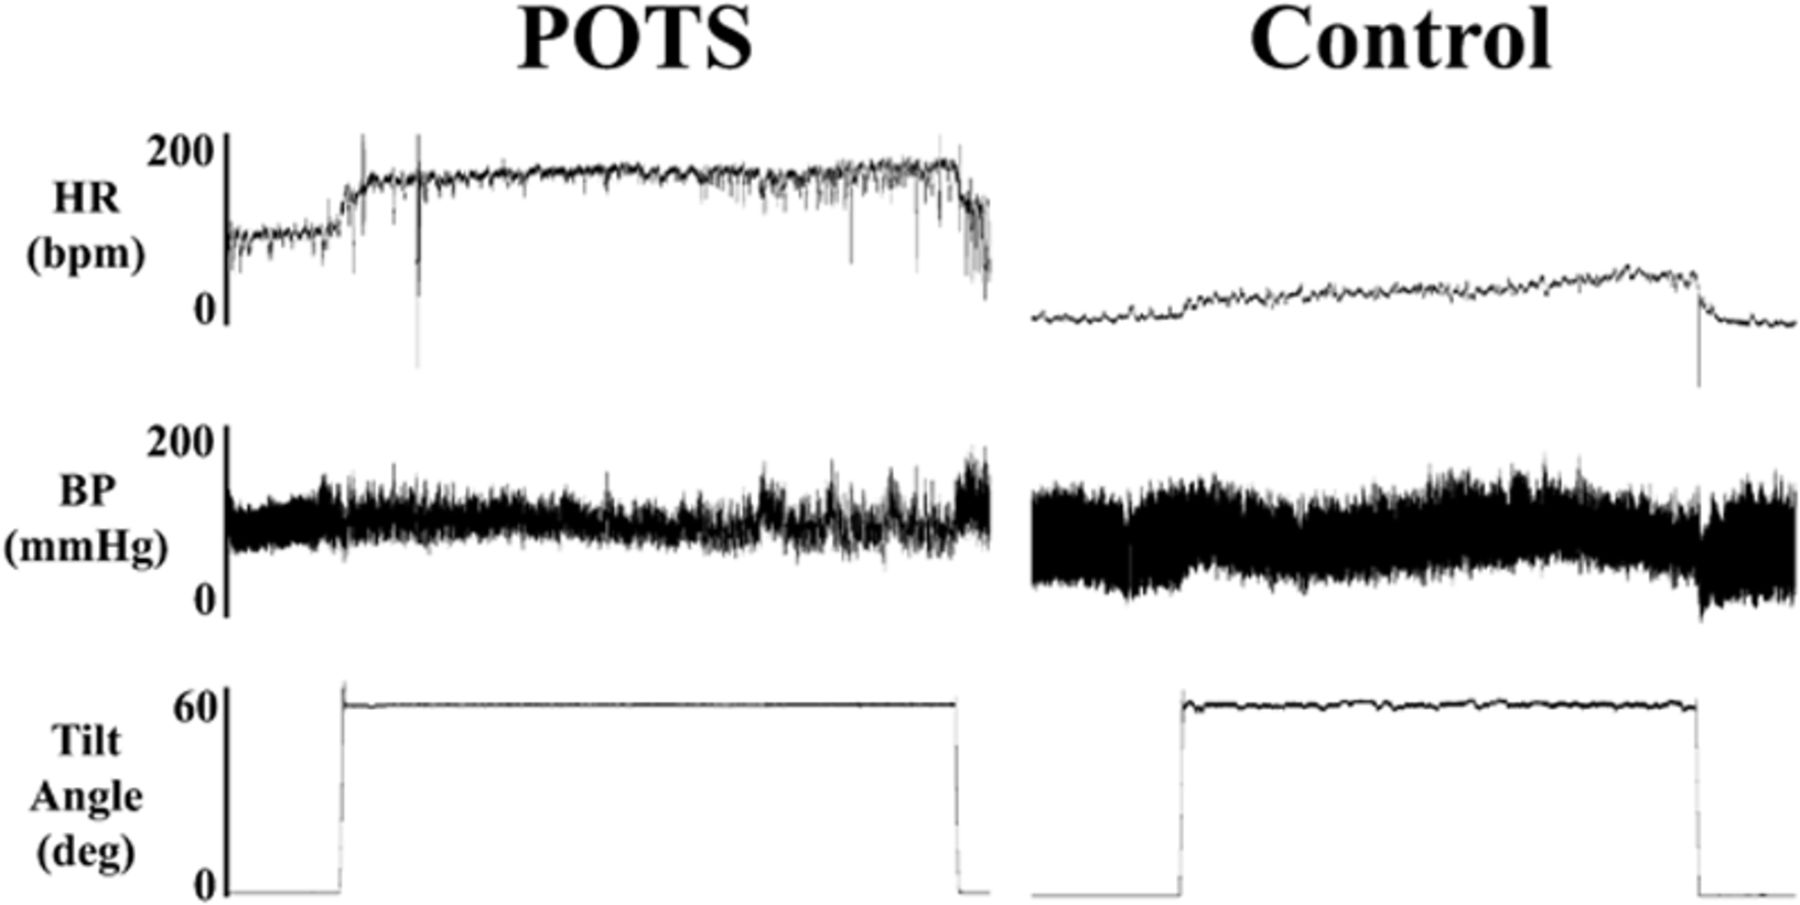 POTS
Control
200
HR
(bpm)
0
200
BP
(mmHg)
0
60
Tilt
Angle
(deg)
0